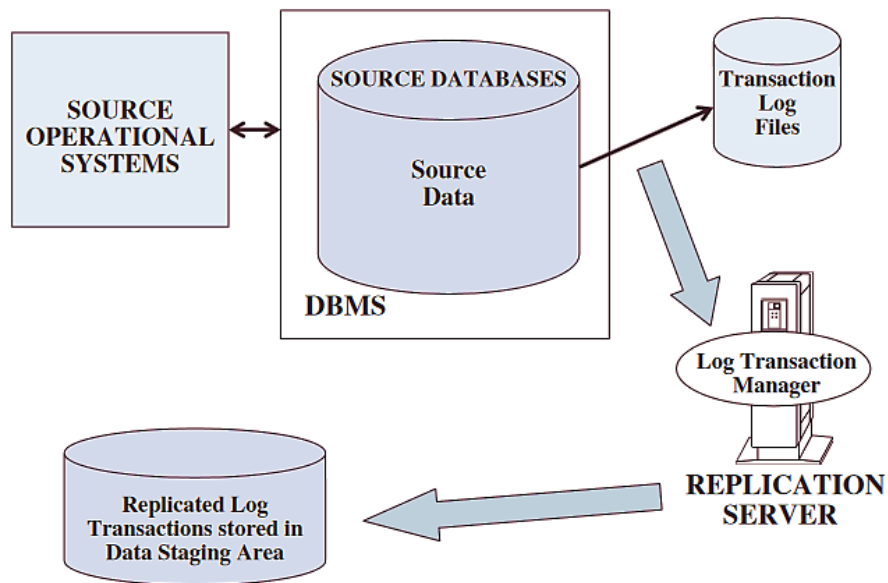 SOURCE
OPERATIONAL
SYSTEMS
SOURCE DATABASES
Source
Data
DBMS
Transaction
Log
Files
Log Transaction
Manager
REPLICATION
SERVER
Replicated Log
Transactions stored in
Data Staging Area